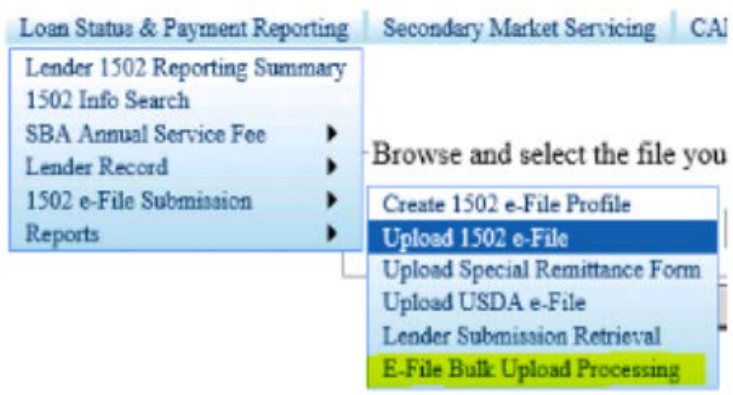 Loan Status & Payment Reporting
Secondary Market Servicing
Lender 1502 Reporting Summary
1502 Info Search
SBA Annual Service Fee
Lender Record
1502 e-File Submission
Reports
Browse and select the file you
Create 1502 e-File Profile
Upload 1502 e-File
Upload Special Remittance Form
Upload USDA e-File
Lender Submission Retrieval
E-File Bulk Upload Processing